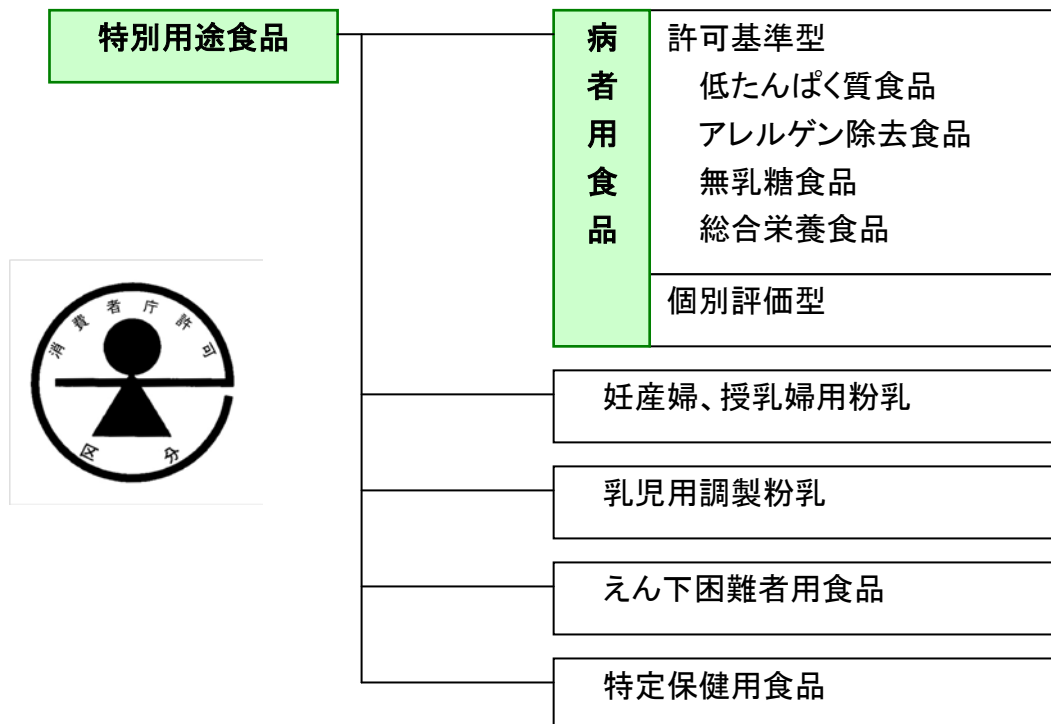 特別用途食品
病者用食品
許可基準型
低たんぱく質食品
アレルゲン除去食品
無乳糖食品
総合栄養食品
個別評価型
消費者庁許可
区分
妊産婦、授乳婦用粉乳
乳児用調製粉乳
えん下困難者用食品
特定保健用食品